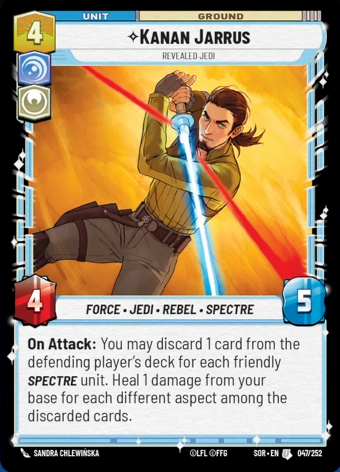 UNIT
GROUND
4
✧KANAN JARRUS
REVEALED JEDI
4
5
FORCE • JEDI • REBEL • SPECTRE
On Attack: You may discard 1 card from the
defending player's deck for each friendly
SPECTRE unit. Heal 1 damage from your
base for each different aspect among the
discarded cards.
SANDRA CHLEWIŃSKA
©LFL ©FFG
SOR • EN
U
047/252